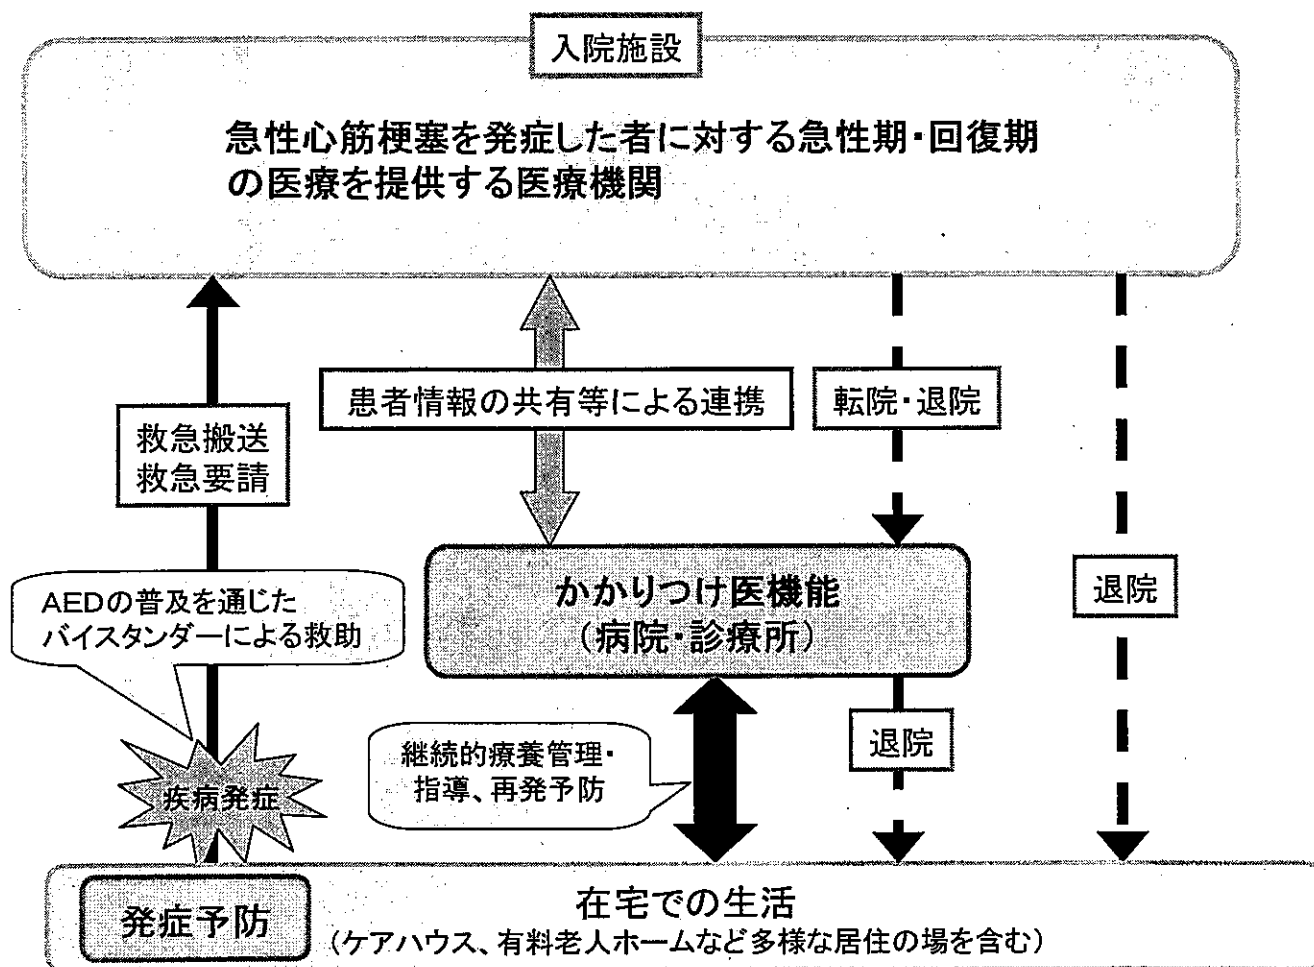 入院施設
急性心筋梗塞を発症した者に対する急性期・回復期
の医療を提供する医療機関
患者情報の共有等による連携
転院・退院
救急搬送
救急要請
AEDの普及を通じた
バイスタンダーによる救助
かかりつけ医機能
（病院・診療所）
退院
退院
継続的療養管理・
指導、再発予防
疾病発症
発症予防
在宅での生活
（ケアハウス、有料老人ホームなど多様な居住の場を含む）